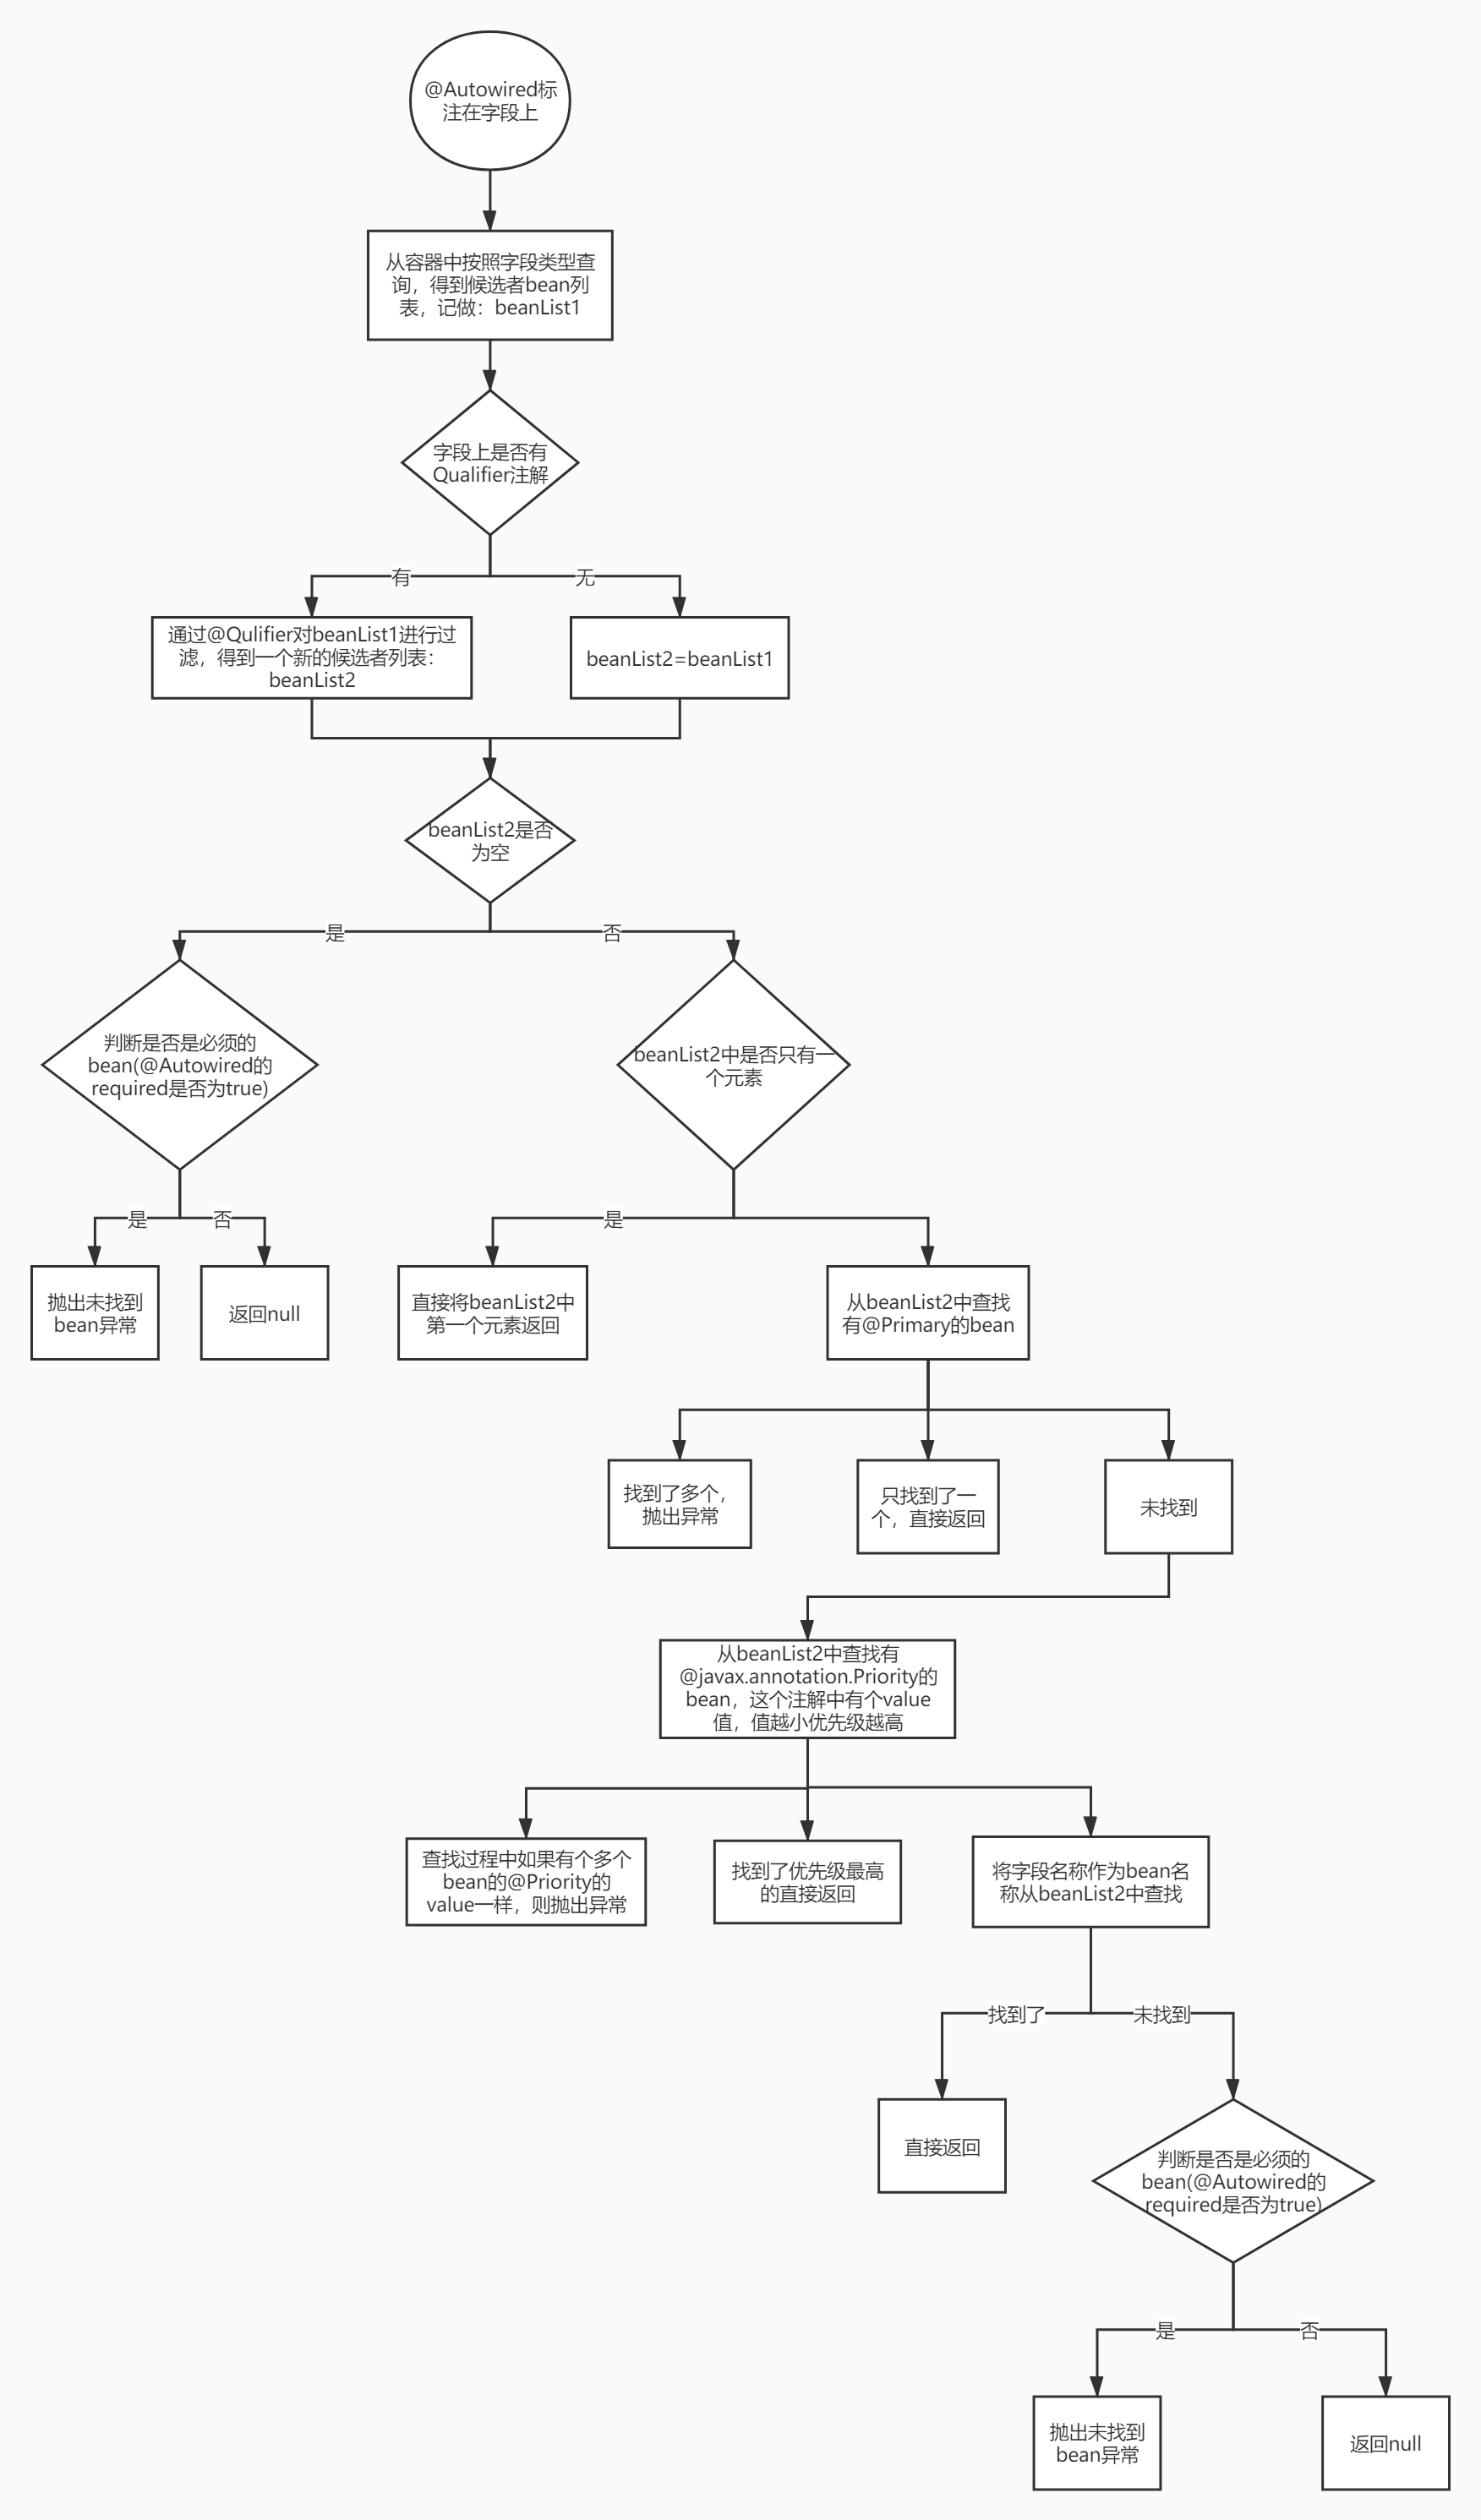 @Autowired标
注在字段上
从容器中按照字段类型查
询，得到候选者bean列
表，记做：beanList1
字段上是否有
Qualifier注解
有
无
通过@Qulifier对beanList1进行过
滤，得到一个新的候选者列表：
beanList2
beanList2=beanList1
beanList2是否
为空
是
否
判断是否是必须的
bean(@Autowired的
required是否为true)
beanList2中是否只有一
个元素
是
否
是
抛出未找到
bean异常
返回null
直接将beanList2中
第一个元素返回
从beanList2中查找
有@Primary的bean
找到了多个，
抛出异常
只找到了一
个，直接返回
未找到
从beanList2中查找有
@javax.annotation.Priority的
bean，这个注解中有个value
值，值越小优先级越高
查找过程中如果有个多个
bean的@Priority的
value一样，则抛出异常
找到了优先级最高
的直接返回
将字段名称作为bean名
称从beanList2中查找
找到了
未找到
直接返回
判断是否是必须的
bean(@Autowired的
required是否为true)
是
否
抛出未找到
bean异常
返回null